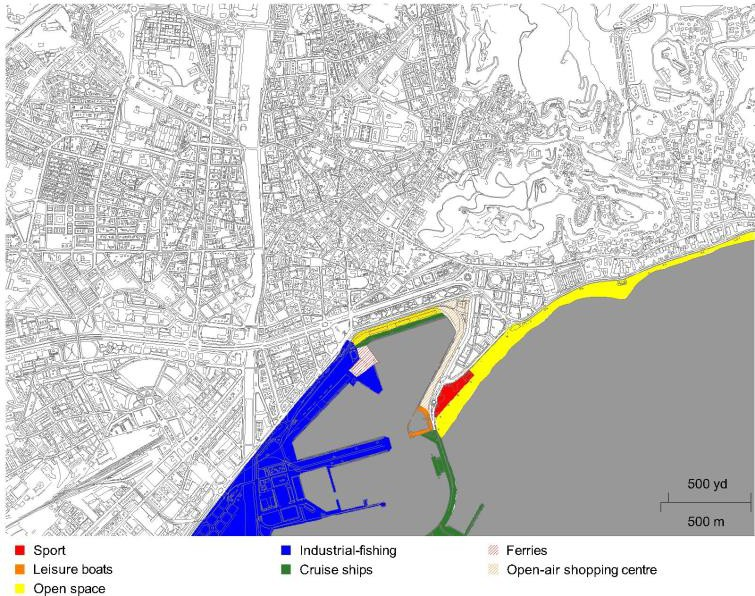 500 yd
500 m
Sport
Industrial-fishing
Ferries
Leisure boats
Cruise ships
Open-air shopping centre
Open space